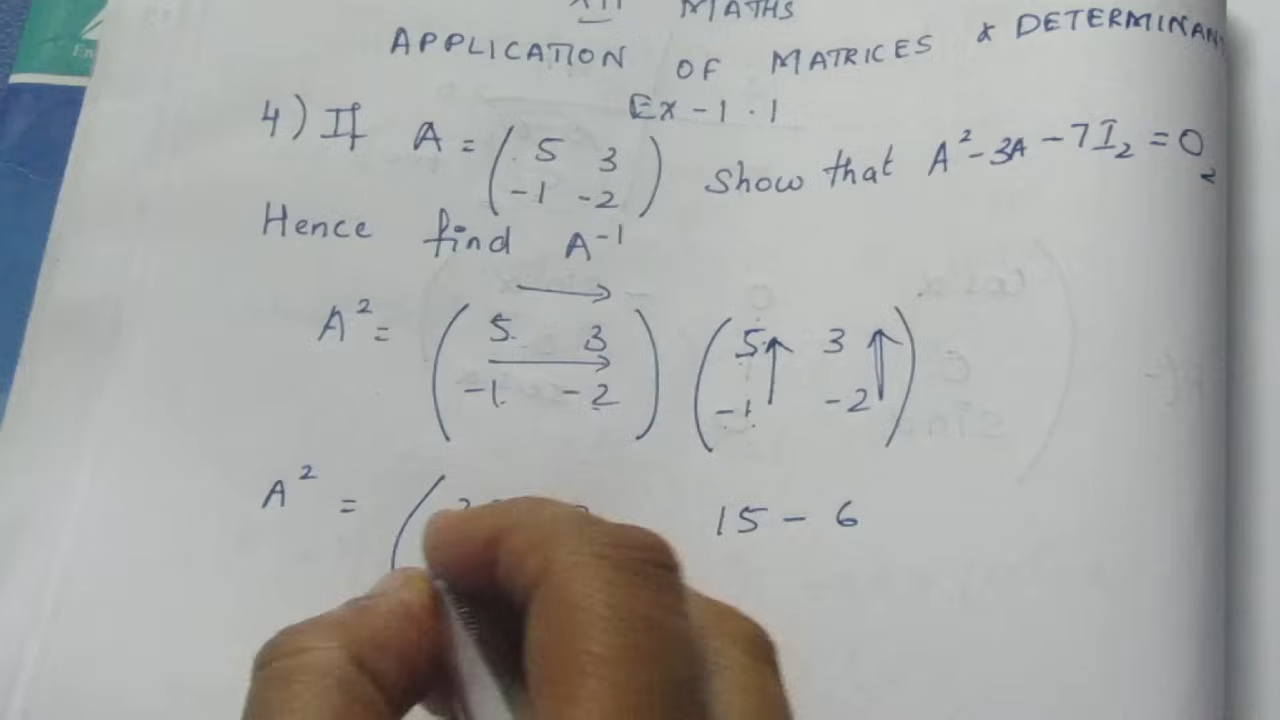 MATHS
APPLICATION OF MATRICES & DETERMINAN
Ex - 1.1
4) If A = ( 5 3 ) Show that A² - 3A - 7I₂ = O₂
( -1 -2 )
Hence find A⁻¹
A² = ( 5 3 ) ( 5 3 )
( -1 -2 ) ( -1 -2 )
A² = ( 15 - 6